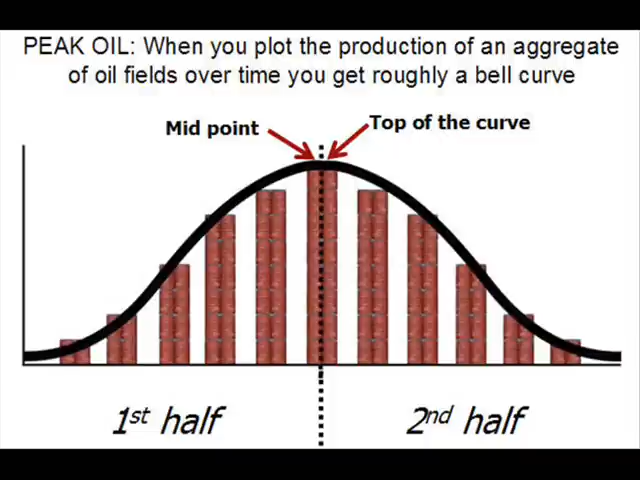 PEAK OIL: When you plot the production of an aggregate
of oil fields over time you get roughly a bell curve
Mid point
Top of the curve
1st half
2nd half